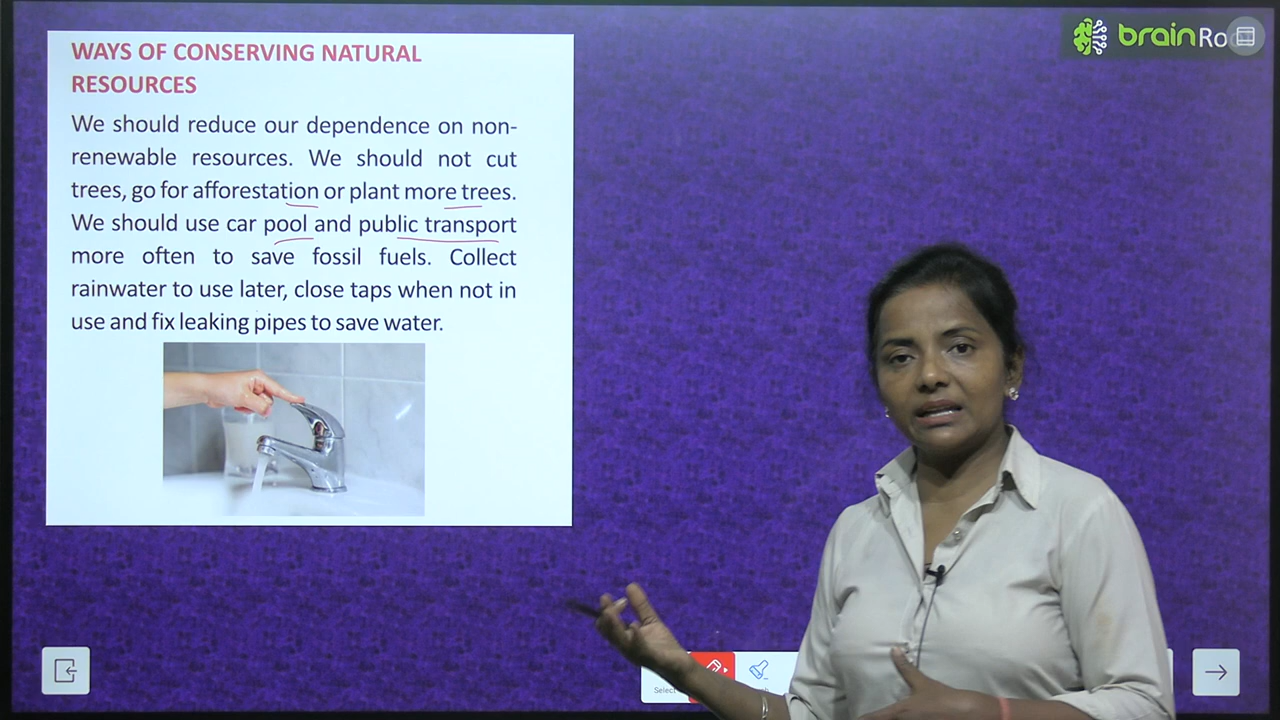 WAYS OF CONSERVING NATURAL
RESOURCES
We should reduce our dependence on non-
renewable resources. We should not cut
trees, go for afforestation or plant more trees.
We should use car pool and public transport
more often to save fossil fuels. Collect
rainwater to use later, close taps when not in
use and fix leaking pipes to save water.
brain
Select